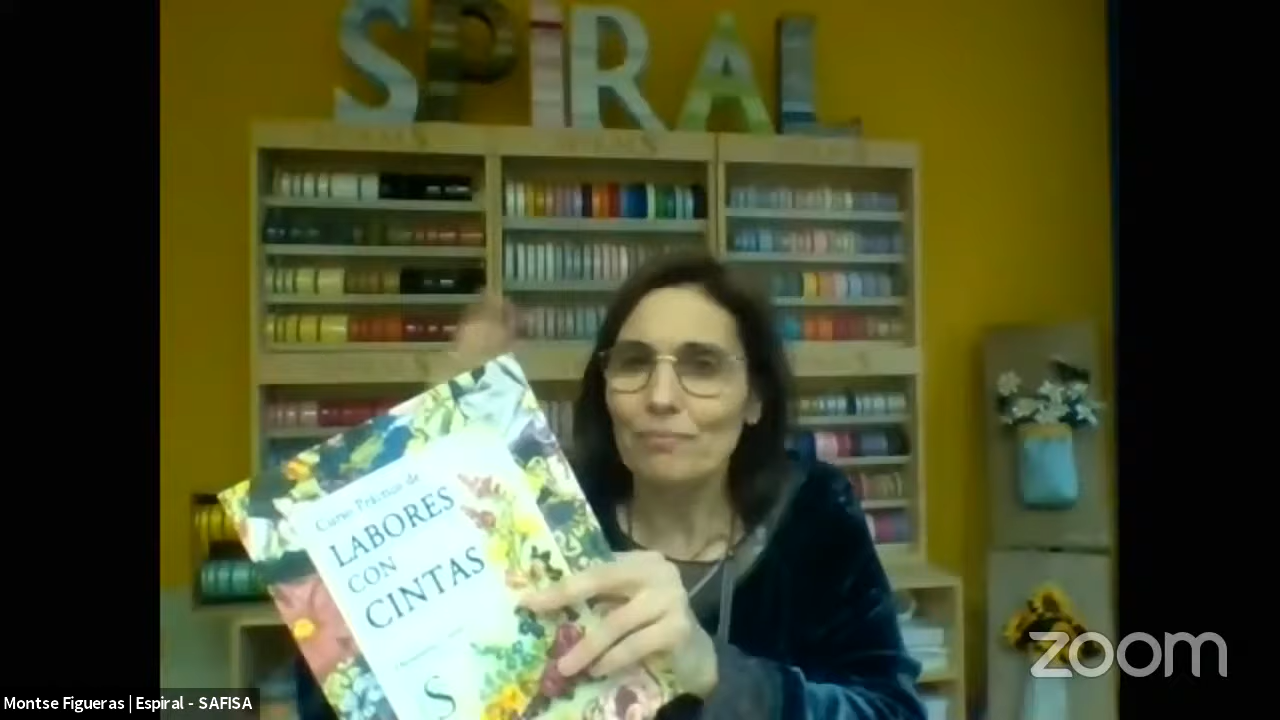 SPIRAL
Curso Práctico de
LABORES
CON
CINTAS
S
zoom
Montse Figueras | Espiral - SAFISA